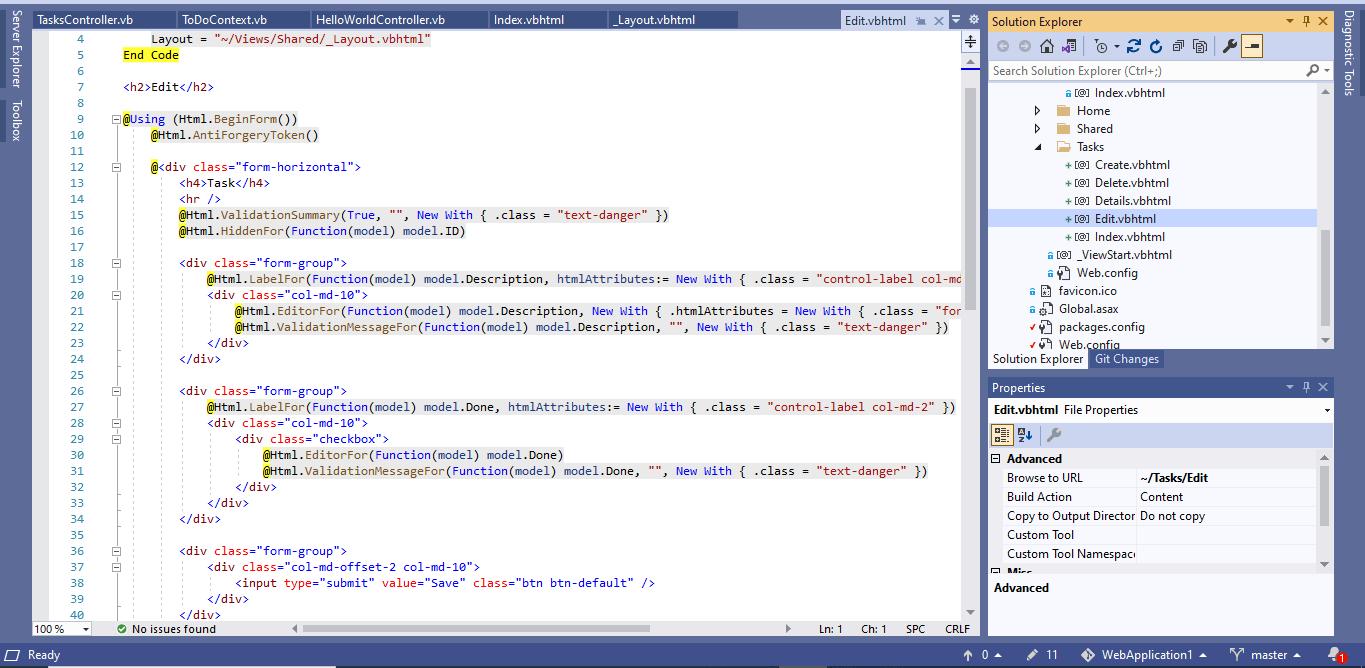 Server Explorer
Toolbox
TasksController.vb
ToDoContext.vb
HelloWorldController.vb
Index.vbhtml
_Layout.vbhtml
Edit.vbhtml
4 Layout = "~/Views/Shared/_Layout.vbhtml"
5 End Code
6
7 <h2>Edit</h2>
8
9 @Using (Html.BeginForm())
10 @Html.AntiForgeryToken()
11
12 @<div class="form-horizontal">
13 <h4>Task</h4>
14 <hr />
15 @Html.ValidationSummary(True, "", New With { .class = "text-danger" })
16 @Html.HiddenFor(Function(model) model.ID)
17
18 <div class="form-group">
19 @Html.LabelFor(Function(model) model.Description, htmlAttributes:= New With { .class = "control-label col-md
20 <div class="col-md-10">
21 @Html.EditorFor(Function(model) model.Description, New With { .htmlAttributes = New With { .class = "for
22 @Html.ValidationMessageFor(Function(model) model.Description, "", New With { .class = "text-danger" })
23 </div>
24 </div>
25
26 <div class="form-group">
27 @Html.LabelFor(Function(model) model.Done, htmlAttributes:= New With { .class = "control-label col-md-2" })
28 <div class="col-md-10">
29 <div class="checkbox">
30 @Html.EditorFor(Function(model) model.Done)
31 @Html.ValidationMessageFor(Function(model) model.Done, "", New With { .class = "text-danger" })
32 </div>
33 </div>
34 </div>
35
36 <div class="form-group">
37 <div class="col-md-offset-2 col-md-10">
38 <input type="submit" value="Save" class="btn btn-default" />
39 </div>
40 </div>
100 %
No issues found
Ln: 1
Ch: 1
SPC
CRLF
Solution Explorer
Search Solution Explorer (Ctrl+;)
Index.vbhtml
Home
Shared
Tasks
Create.vbhtml
Delete.vbhtml
Details.vbhtml
Edit.vbhtml
Index.vbhtml
_ViewStart.vbhtml
Web.config
favicon.ico
Global.asax
packages.config
Web.config
Solution Explorer
Git Changes
Properties
Edit.vbhtml File Properties
Advanced
Browse to URL ~/Tasks/Edit
Build Action Content
Copy to Output Director Do not copy
Custom Tool
Custom Tool Namespac
Misc
Advanced
Diagnostic Tools
Ready
0
11
WebApplication1
master
1